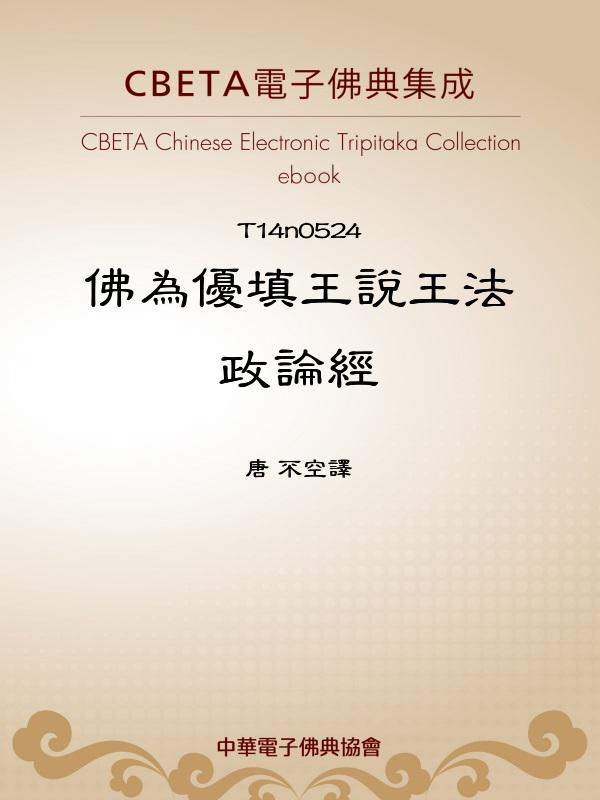 CBETA電子佛典集成
CBETA Chinese Electronic Tripitaka Collection
ebook
T14n0524
佛為優填王說王法
政論經
唐 不空譯
中華電子佛典協會